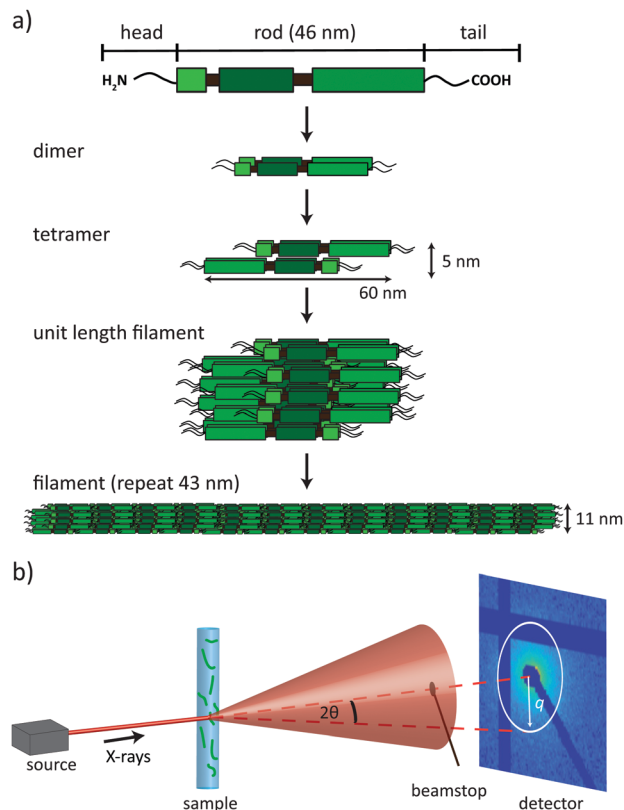 a)
head rod (46 nm) tail
H₂N COOH
dimer
tetramer
5 nm
60 nm
unit length filament
filament (repeat 43 nm)
11 nm
b)
2θ
q
X-rays
source
beamstop
sample
detector